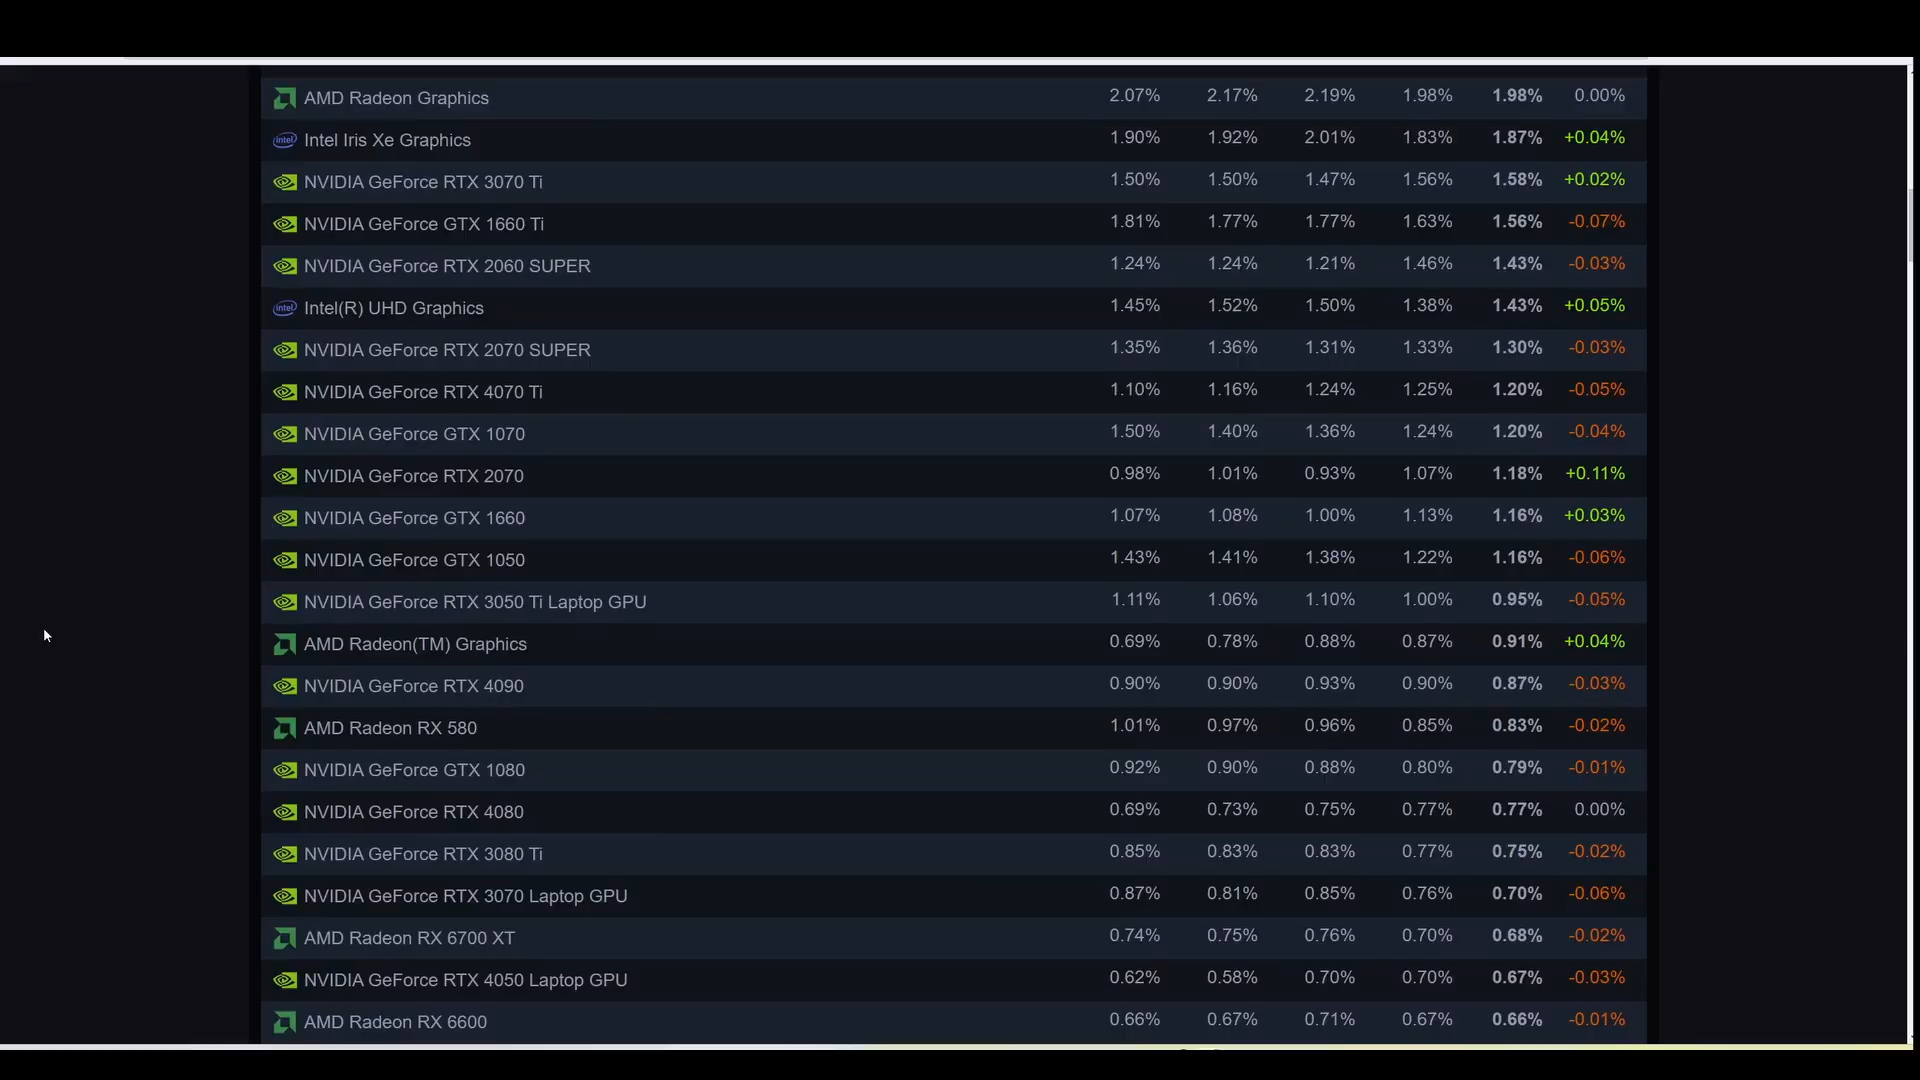 AMD Radeon Graphics 2.07% 2.17% 2.19% 1.98% 1.98% 0.00%
intel Intel Iris Xe Graphics 1.90% 1.92% 2.01% 1.83% 1.87% +0.04%
NVIDIA GeForce RTX 3070 Ti 1.50% 1.50% 1.47% 1.56% 1.58% +0.02%
NVIDIA GeForce GTX 1660 Ti 1.81% 1.77% 1.77% 1.63% 1.56% -0.07%
NVIDIA GeForce RTX 2060 SUPER 1.24% 1.24% 1.21% 1.46% 1.43% -0.03%
intel Intel(R) UHD Graphics 1.45% 1.52% 1.50% 1.38% 1.43% +0.05%
NVIDIA GeForce RTX 2070 SUPER 1.35% 1.36% 1.31% 1.33% 1.30% -0.03%
NVIDIA GeForce RTX 4070 Ti 1.10% 1.16% 1.24% 1.25% 1.20% -0.05%
NVIDIA GeForce GTX 1070 1.50% 1.40% 1.36% 1.24% 1.20% -0.04%
NVIDIA GeForce RTX 2070 0.98% 1.01% 0.93% 1.07% 1.18% +0.11%
NVIDIA GeForce GTX 1660 1.07% 1.08% 1.00% 1.13% 1.16% +0.03%
NVIDIA GeForce GTX 1050 1.43% 1.41% 1.38% 1.22% 1.16% -0.06%
NVIDIA GeForce RTX 3050 Ti Laptop GPU 1.11% 1.06% 1.10% 1.00% 0.95% -0.05%
AMD Radeon(TM) Graphics 0.69% 0.78% 0.88% 0.87% 0.91% +0.04%
NVIDIA GeForce RTX 4090 0.90% 0.90% 0.93% 0.90% 0.87% -0.03%
AMD Radeon RX 580 1.01% 0.97% 0.96% 0.85% 0.83% -0.02%
NVIDIA GeForce GTX 1080 0.92% 0.90% 0.88% 0.80% 0.79% -0.01%
NVIDIA GeForce RTX 4080 0.69% 0.73% 0.75% 0.77% 0.77% 0.00%
NVIDIA GeForce RTX 3080 Ti 0.85% 0.83% 0.83% 0.77% 0.75% -0.02%
NVIDIA GeForce RTX 3070 Laptop GPU 0.87% 0.81% 0.85% 0.76% 0.70% -0.06%
AMD Radeon RX 6700 XT 0.74% 0.75% 0.76% 0.70% 0.68% -0.02%
NVIDIA GeForce RTX 4050 Laptop GPU 0.62% 0.58% 0.70% 0.70% 0.67% -0.03%
AMD Radeon RX 6600 0.66% 0.67% 0.71% 0.67% 0.66% -0.01%